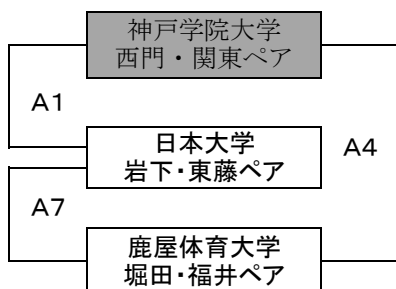 神戸学院大学
西門・関東ペア
A1
日本大学
岩下・東藤ペア
A4
A7
鹿屋体育大学
堀田・福井ペア